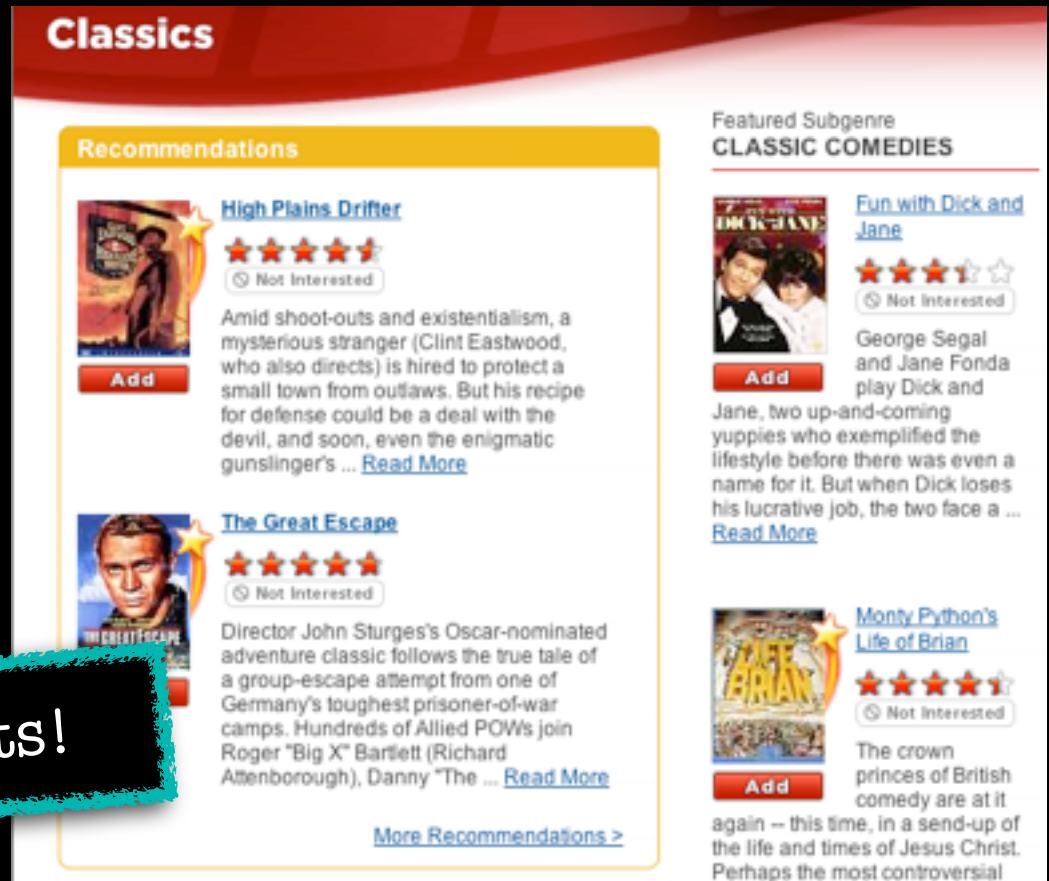 Classics
Recommendations
High Plains Drifter
Not Interested
Amid shoot-outs and existentialism, a
mysterious stranger (Clint Eastwood,
who also directs) is hired to protect a
small town from outlaws. But his recipe
for defense could be a deal with the
devil, and soon, even the enigmatic
gunslinger's ... Read More
Add
The Great Escape
Not Interested
THE GREAT ESCAPE
Director John Sturges's Oscar-nominated
adventure classic follows the true tale of
a group-escape attempt from one of
Germany's toughest prisoner-of-war
camps. Hundreds of Allied POWs join
Roger "Big X" Bartlett (Richard
Attenborough), Danny "The ... Read More
More Recommendations >
ts!
Featured Subgenre
CLASSIC COMEDIES
DICK AND JANE
Fun with Dick and
Jane
Not Interested
Add
George Segal
and Jane Fonda
play Dick and
Jane, two up-and-coming
yuppies who exemplified the
lifestyle before there was even a
name for it. But when Dick loses
his lucrative job, the two face a ...
Read More
LIFE
BRIAN
Monty Python's
Life of Brian
Not Interested
Add
The crown
princes of British
comedy are at it
again -- this time, in a send-up of
the life and times of Jesus Christ.
Perhaps the most controversial